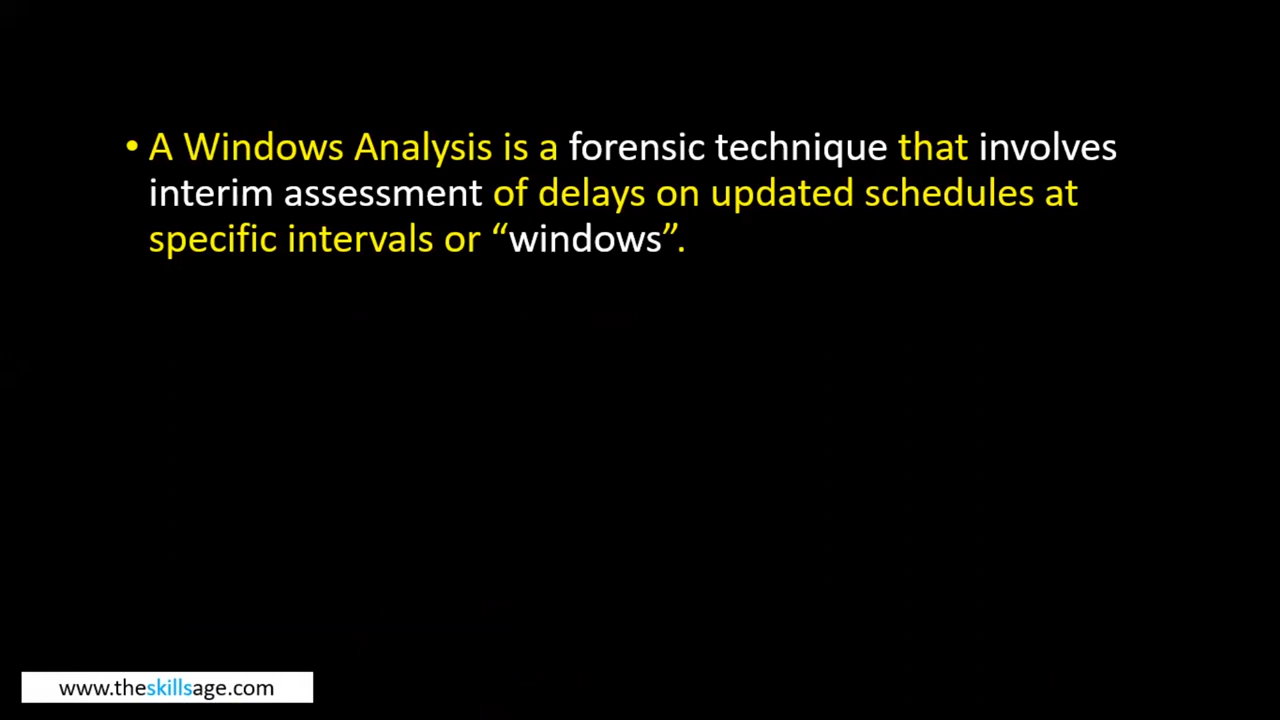 • A Windows Analysis is a forensic technique that involves
interim assessment of delays on updated schedules at
specific intervals or “windows”.
www.theskillsage.com